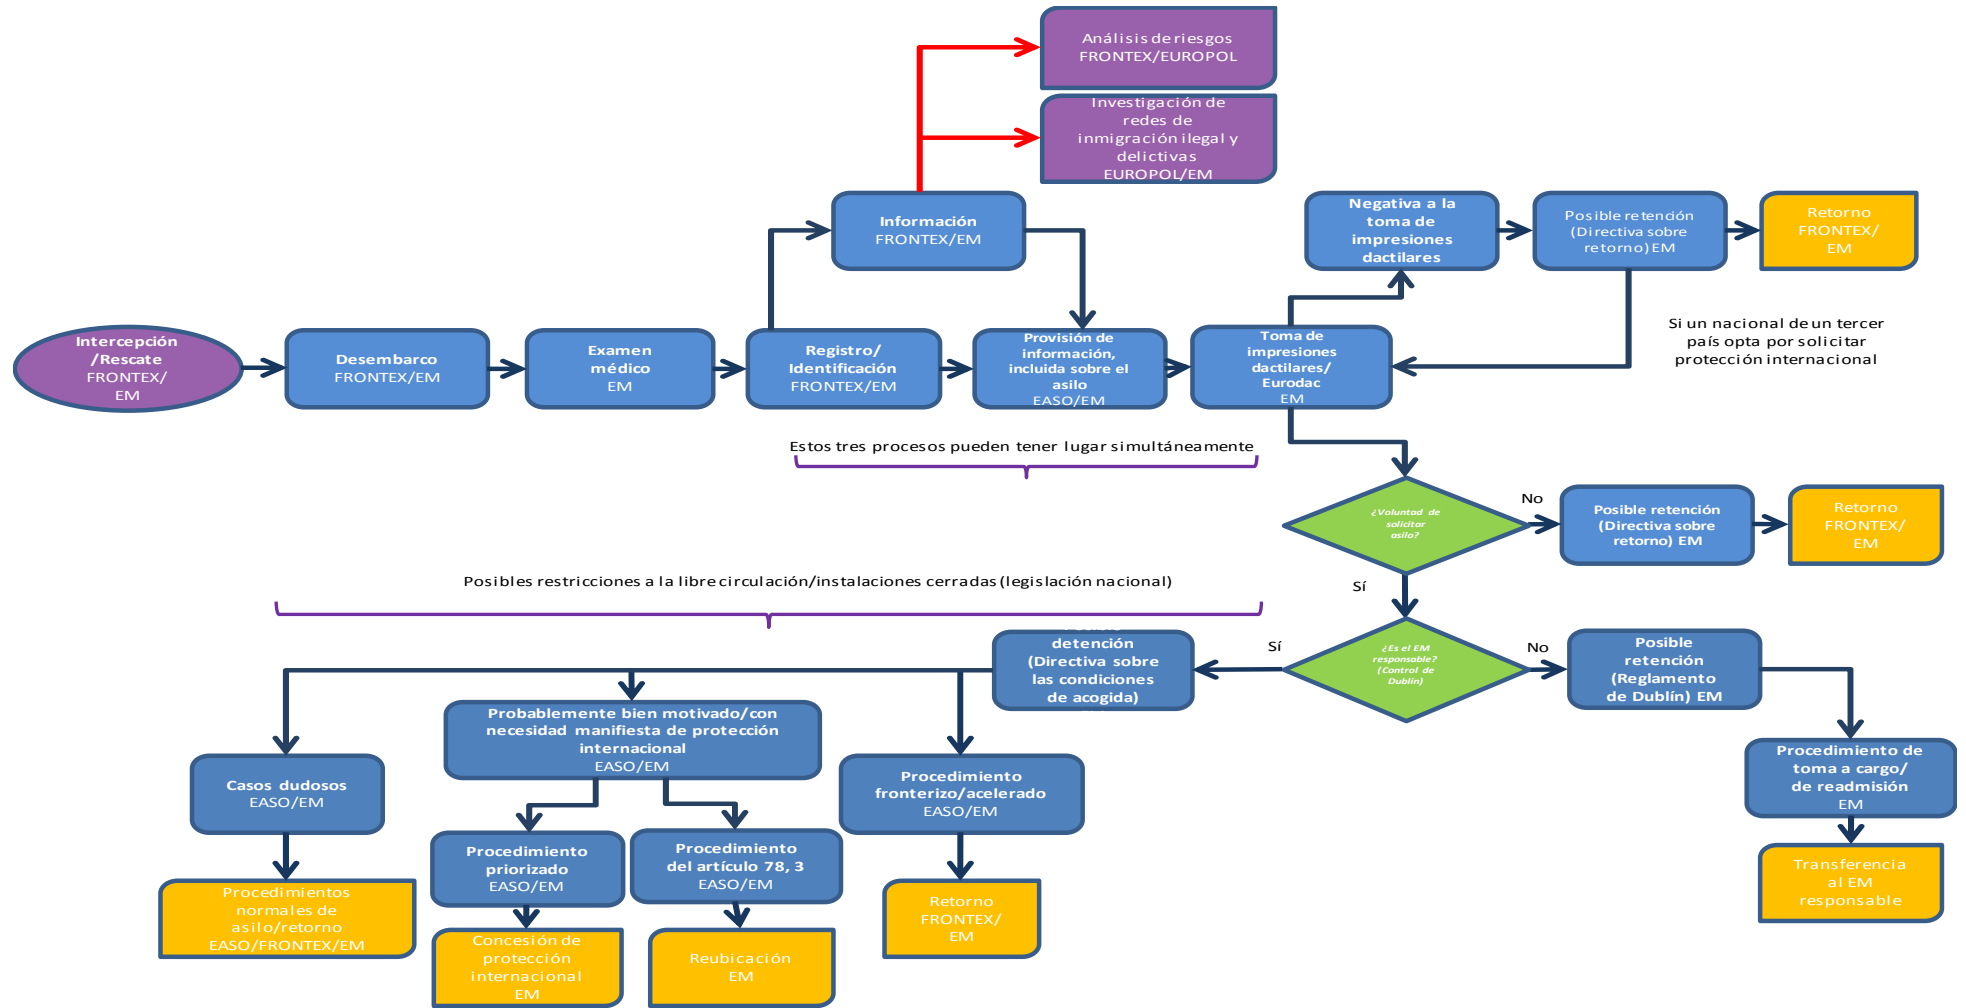 Análisis de riesgos
FRONTEX/EUROPOL
Investigación de
redes de
inmigración ilegal y
delictivas
EUROPOL/EM
Información
FRONTEX/EM
Negativa a la
toma de
impresiones
dactilares
Posible retención
(Directiva sobre
retorno) EM
Retorno
FRONTEX/
EM
Si un nacional de un tercer
país opta por solicitar
protección internacional
Intercepción
/Rescate
FRONTEX/
EM
Desembarco
FRONTEX/EM
Examen
médico
EM
Registro/
Identificación
FRONTEX/EM
Provisión de
información,
incluida sobre el
asilo
EASO/EM
Toma de
impresiones
dactilares/
Eurodac
EM
Estos tres procesos pueden tener lugar simultáneamente
¿Voluntad de
solicitar
asilo?
No
Posible retención
(Directiva sobre
retorno) EM
Retorno
FRONTEX/
EM
Sí
Posibles restricciones a la libre circulación/instalaciones cerradas (legislación nacional)
detención
(Directiva sobre
las condiciones
de acogida)
Sí
¿Es el EM
responsable?
(Control de
Dublín)
No
Posible
retención
(Reglamento
de Dublín) EM
Probablemente bien motivado/con
necesidad manifiesta de protección
internacional
EASO/EM
Casos dudosos
EASO/EM
Procedimiento
fronterizo/acelerado
EASO/EM
Procedimiento de
toma a cargo/
de readmisión
EM
Procedimiento
priorizado
EASO/EM
Procedimiento
del artículo 78, 3
EASO/EM
Procedimientos
normales de
asilo/retorno
EASO/FRONTEX/EM
Concesión de
protección
internacional
EM
Reubicación
EM
Retorno
FRONTEX/
EM
Transferencia
al EM
responsable